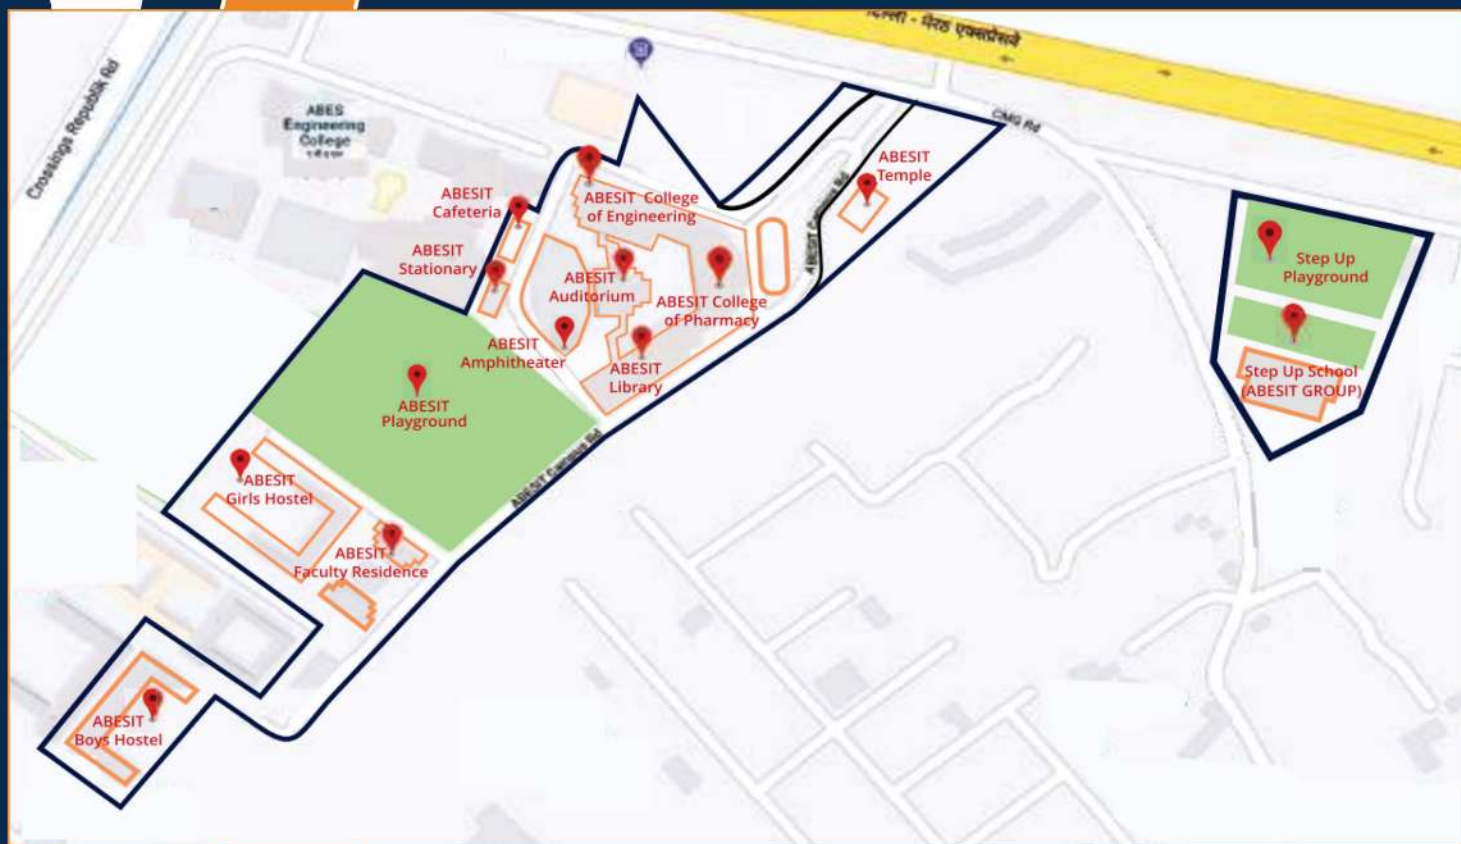 दिल्ली - मेरठ एक्सप्रेसवे
Crossings Republik Rd
ABES
Engineering
College
CMG Rd
ABESIT
Temple
ABESIT
Cafeteria
ABESIT College
of Engineering
ABESIT Campus Rd
ABESIT
Stationary
ABESIT
Auditorium
ABESIT College
of Pharmacy
Step Up
Playground
ABESIT
Amphitheater
ABESIT
Library
Step Up School
(ABESIT GROUP)
ABESIT
Playground
ABESIT Campus Rd
ABESIT
Girls Hostel
ABESIT
Faculty Residence
ABESIT
Boys Hostel